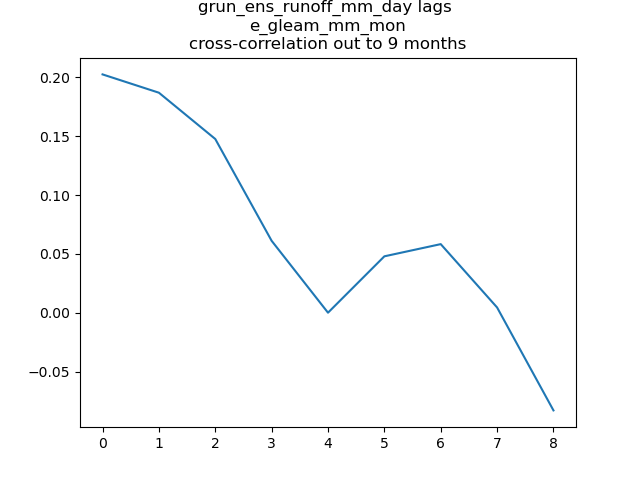 grun_ens_runoff_mm_day lags
e_gleam_mm_mon
cross-correlation out to 9 months
0.20
0.15
0.10
0.05
0.00
−0.05
0 1 2 3 4 5 6 7 8